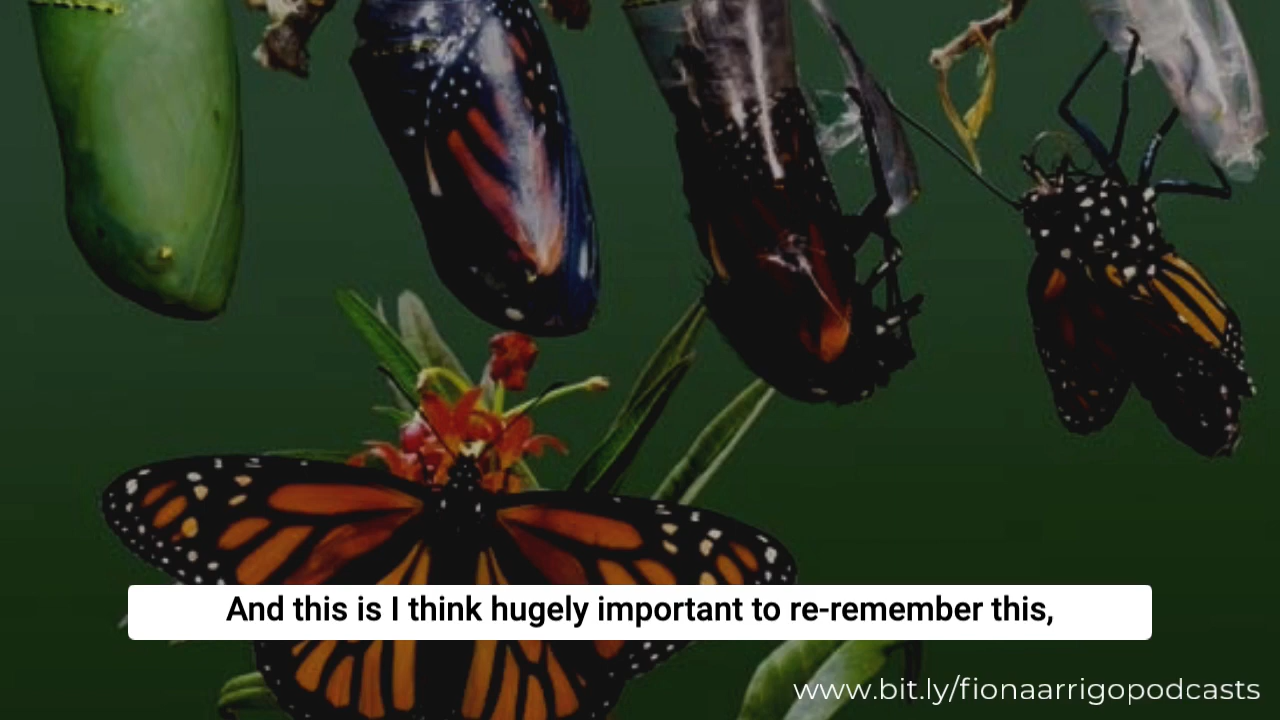 And this is I think hugely important to re-remember this,
www.bit.ly/fionaarrigopodcasts